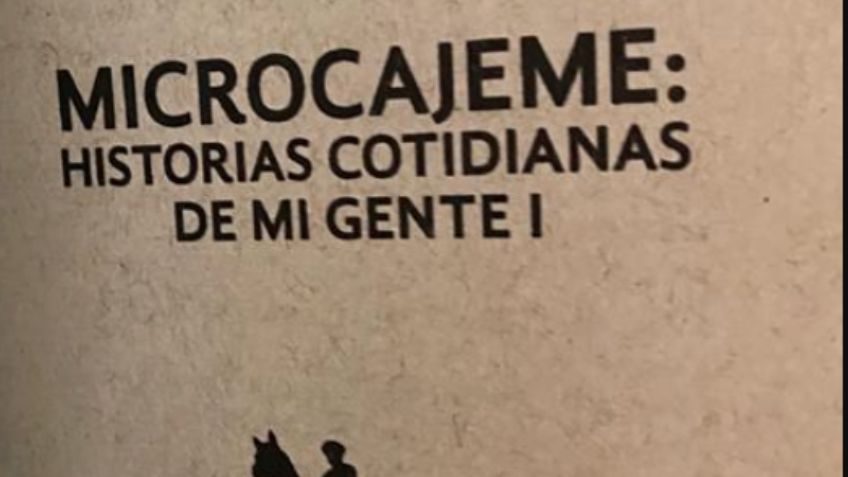 MICROCAJEME:
HISTORIAS COTIDIANAS
DE MI GENTE I